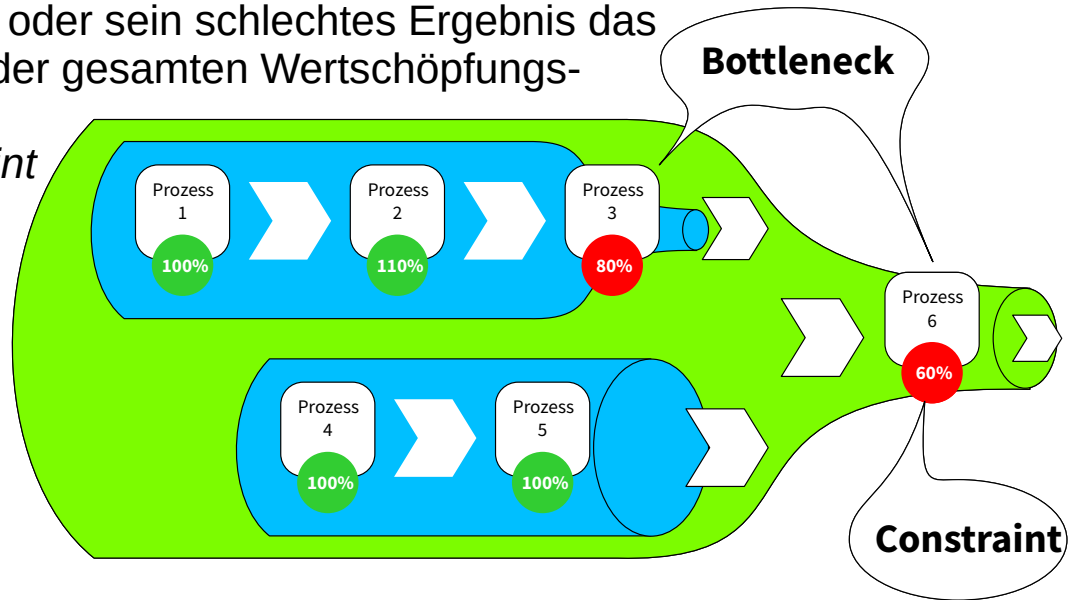 oder sein schlechtes Ergebnis das
der gesamten Wertschöpfungs-
Bottleneck
Prozess
1
100%
Prozess
2
110%
Prozess
3
80%
Prozess
4
100%
Prozess
5
100%
Prozess
6
60%
Constraint